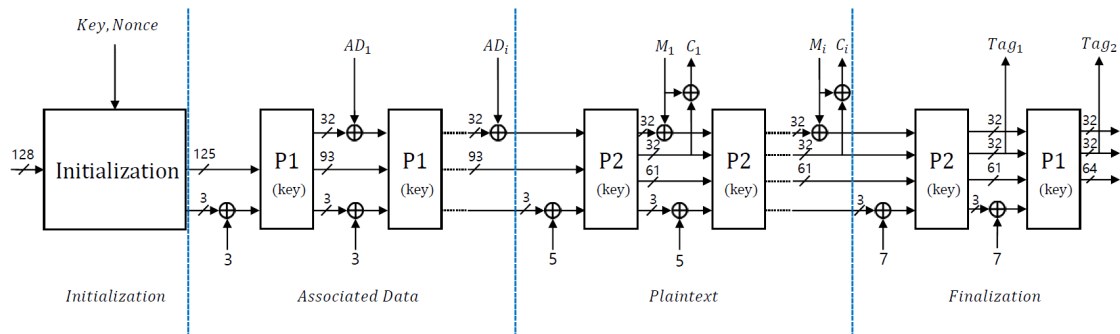 Key, Nonce
AD₁
ADᵢ
M₁ C₁
Mᵢ Cᵢ
Tag₁
Tag₂
128
Initialization
125
3
3
P1
(key)
32
93
3
3
P1
(key)
32
93
3
5
P2
(key)
32
32
61
3
5
P2
(key)
32
32
61
3
7
P2
(key)
32
32
61
3
7
P1
(key)
32
32
64
Initialization
Associated Data
Plaintext
Finalization